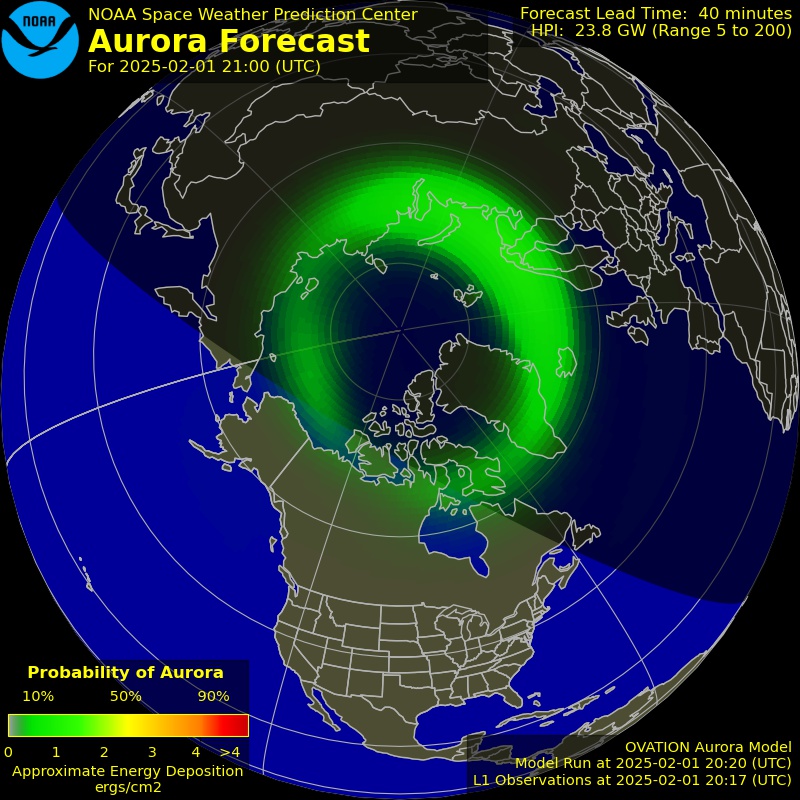 NOAA
NOAA Space Weather Prediction Center
Aurora Forecast
For 2025-02-01 21:00 (UTC)
Forecast Lead Time: 40 minutes
HPI: 23.8 GW (Range 5 to 200)
Probability of Aurora
10% 50% 90%
0 1 2 3 4 >4
Approximate Energy Deposition
ergs/cm2
OVATION Aurora Model
Model Run at 2025-02-01 20:20 (UTC)
L1 Observations at 2025-02-01 20:17 (UTC)